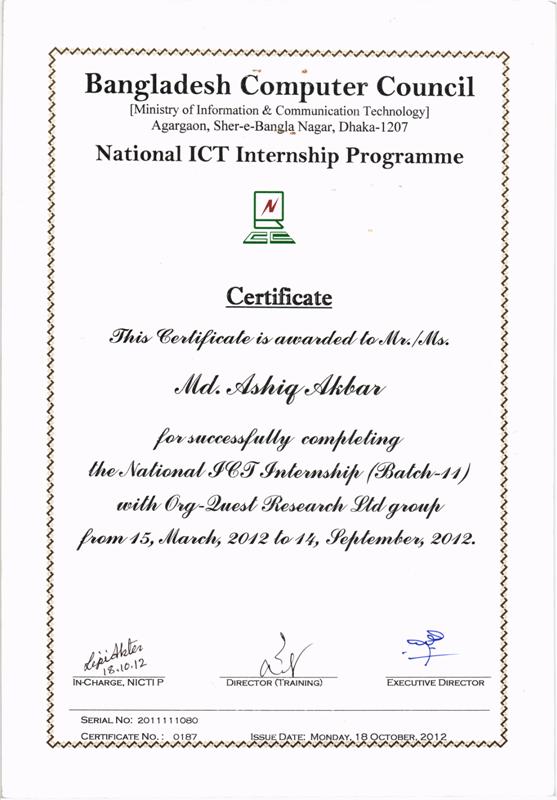 Bangladesh Computer Council
[Ministry of Information & Communication Technology]
Agargaon, Sher-e-Bangla Nagar, Dhaka-1207
National ICT Internship Programme
Certificate
This Certificate is awarded to Mr./Ms.
Md. Ashiq Akbar
for successfully completing
the National ICT Internship (Batch-11)
with Org-Quest Research Ltd group
from 15, March, 2012 to 14, September, 2012.
Lipi Akter
18.10.12
IN-CHARGE, NICTI P
DIRECTOR (TRAINING)
EXECUTIVE DIRECTOR
SERIAL NO: 2011111080
CERTIFICATE NO. : 0187
ISSUE DATE: MONDAY, 18 OCTOBER, 2012